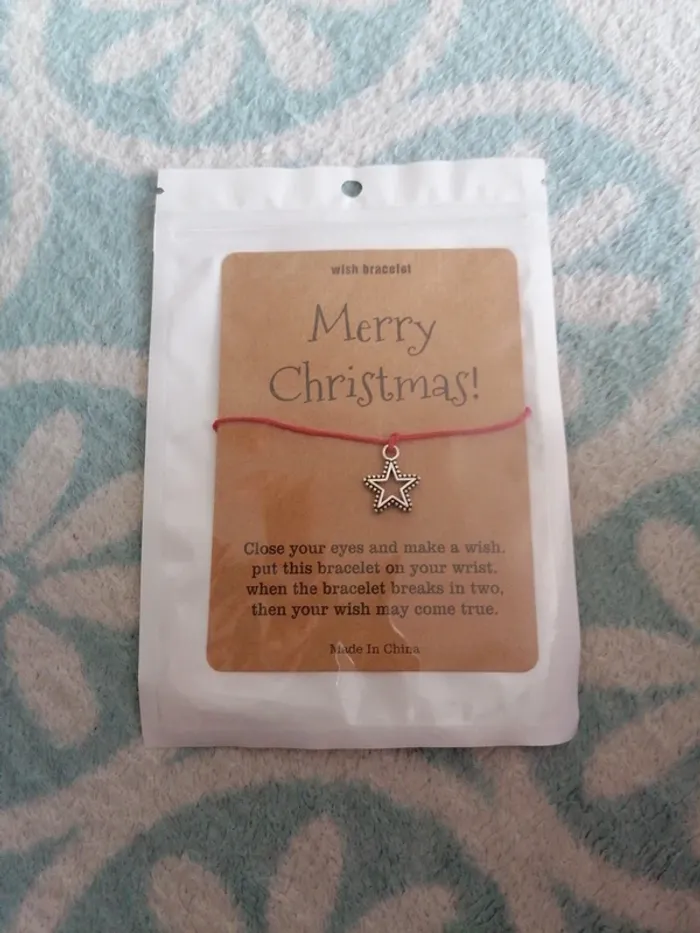 wish bracelet
Merry
Christmas!
Close your eyes and make a wish.
put this bracelet on your wrist.
when the bracelet breaks in two,
then your wish may come true.
Made In China